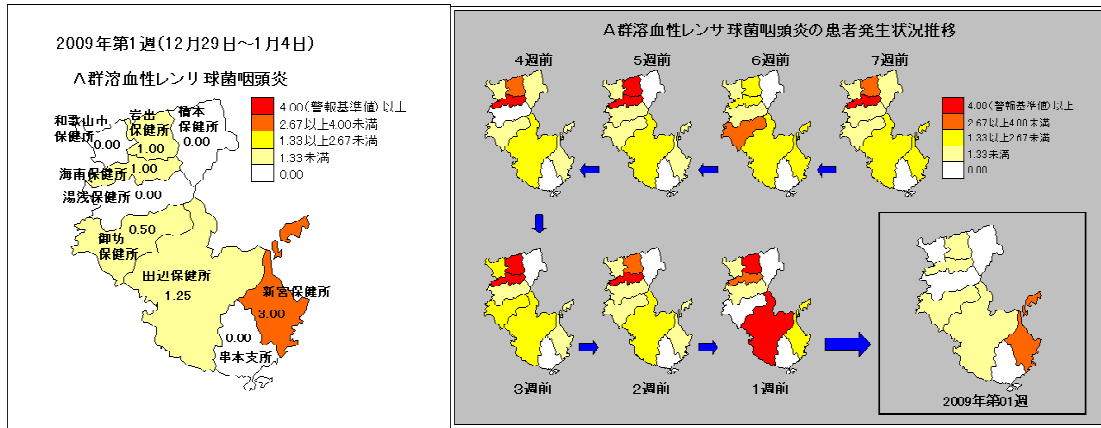 2009年第1週(12月29日～1月4日)
A群溶血性レンサ球菌咽頭炎
4.00(警報基準値)以上
2.67以上4.00未満
1.33以上2.67未満
1.33未満
0.00
和歌山市
保健所
0.00
岩出
保健所
1.00
橋本
保健所
0.00
海南保健所
1.00
湯浅保健所
0.00
御坊
保健所
0.50
田辺保健所
1.25
新宮保健所
3.00
0.00
串本支所
A群溶血性レンサ球菌咽頭炎の患者発生状況推移
4週前
5週前
6週前
7週前
4.00(警報基準値)以上
2.67以上4.00未満
1.33以上2.67未満
1.33未満
0.00
3週前
2週前
1週前
2009年第01週